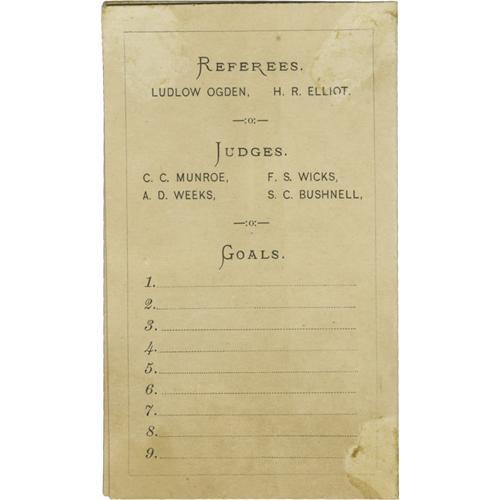 REFEREES.
LUDLOW OGDEN, H. R. ELLIOT.
—:o:—
JUDGES.
C. C. MUNROE, F. S. WICKS,
A. D. WEEKS, S. C. BUSHNELL,
—:o:—
GOALS.
1.
2.
3.
4.
5.
6.
7.
8.
9.